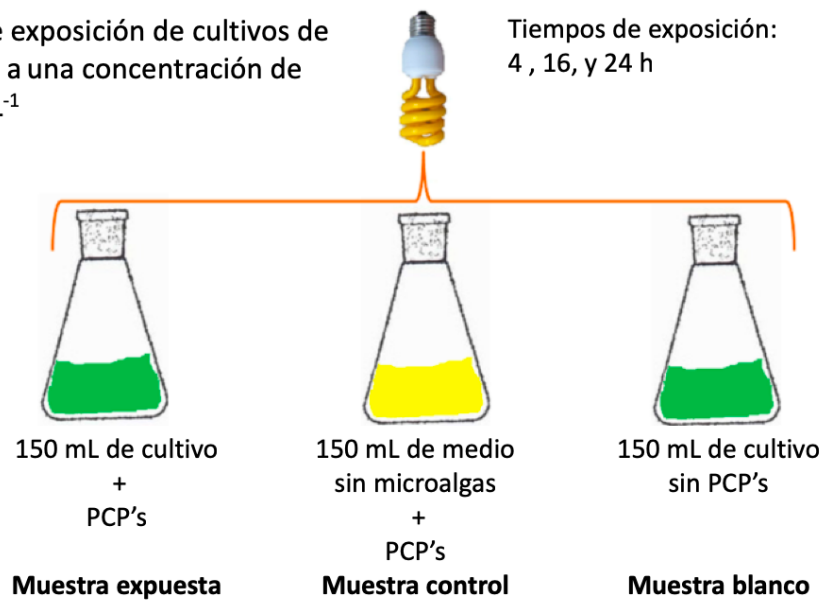 exposición de cultivos de
a una concentración de
-1
Tiempos de exposición:
4 , 16, y 24 h
150 mL de cultivo
+
PCP’s
Muestra expuesta
150 mL de medio
sin microalgas
+
PCP’s
Muestra control
150 mL de cultivo
sin PCP’s
Muestra blanco